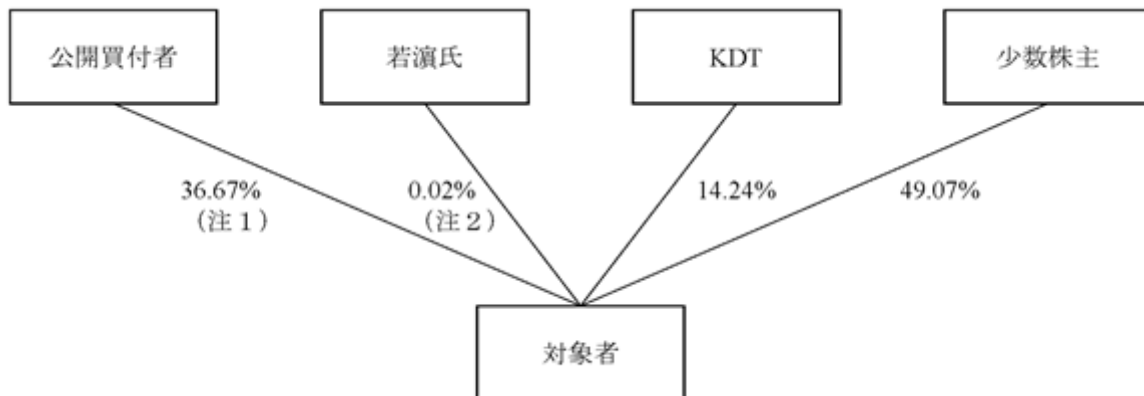 公開買付者
若濵氏
KDT
少数株主
36.67%
（注１）
0.02%
（注２）
14.24%
49.07%
対象者